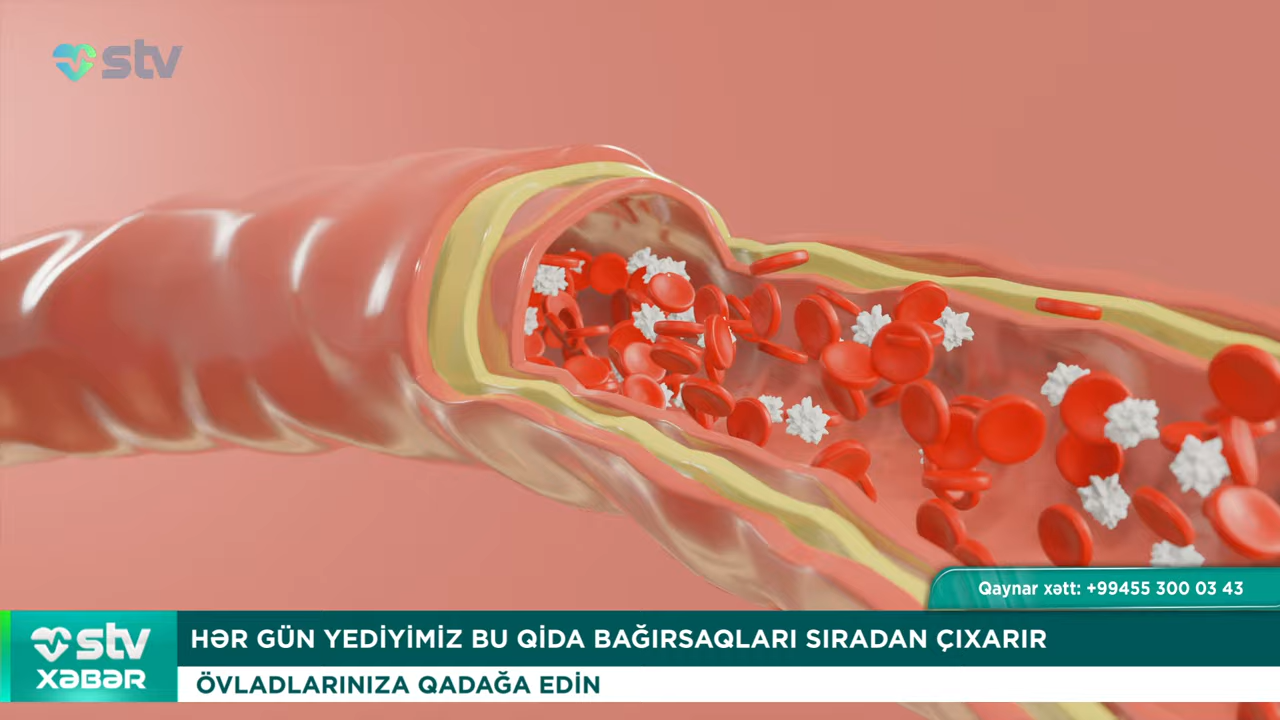 stv
Qaynar xətt: +99455 300 03 43
stv
XƏBƏR
HƏR GÜN YEDİYİMİZ BU QİDA BAĞIRSAQLARI SIRADAN ÇIXARIR
ÖVLADLARINIZA QADAĞA EDİN